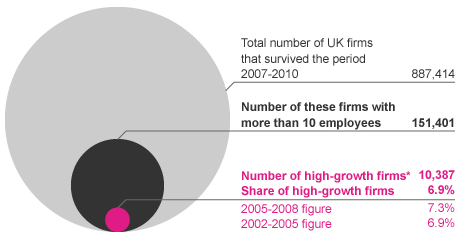 Total number of UK firms
that survived the period
2007-2010 887,414
Number of these firms with
more than 10 employees 151,401
Number of high-growth firms* 10,387
Share of high-growth firms 6.9%
2005-2008 figure 7.3%
2002-2005 figure 6.9%